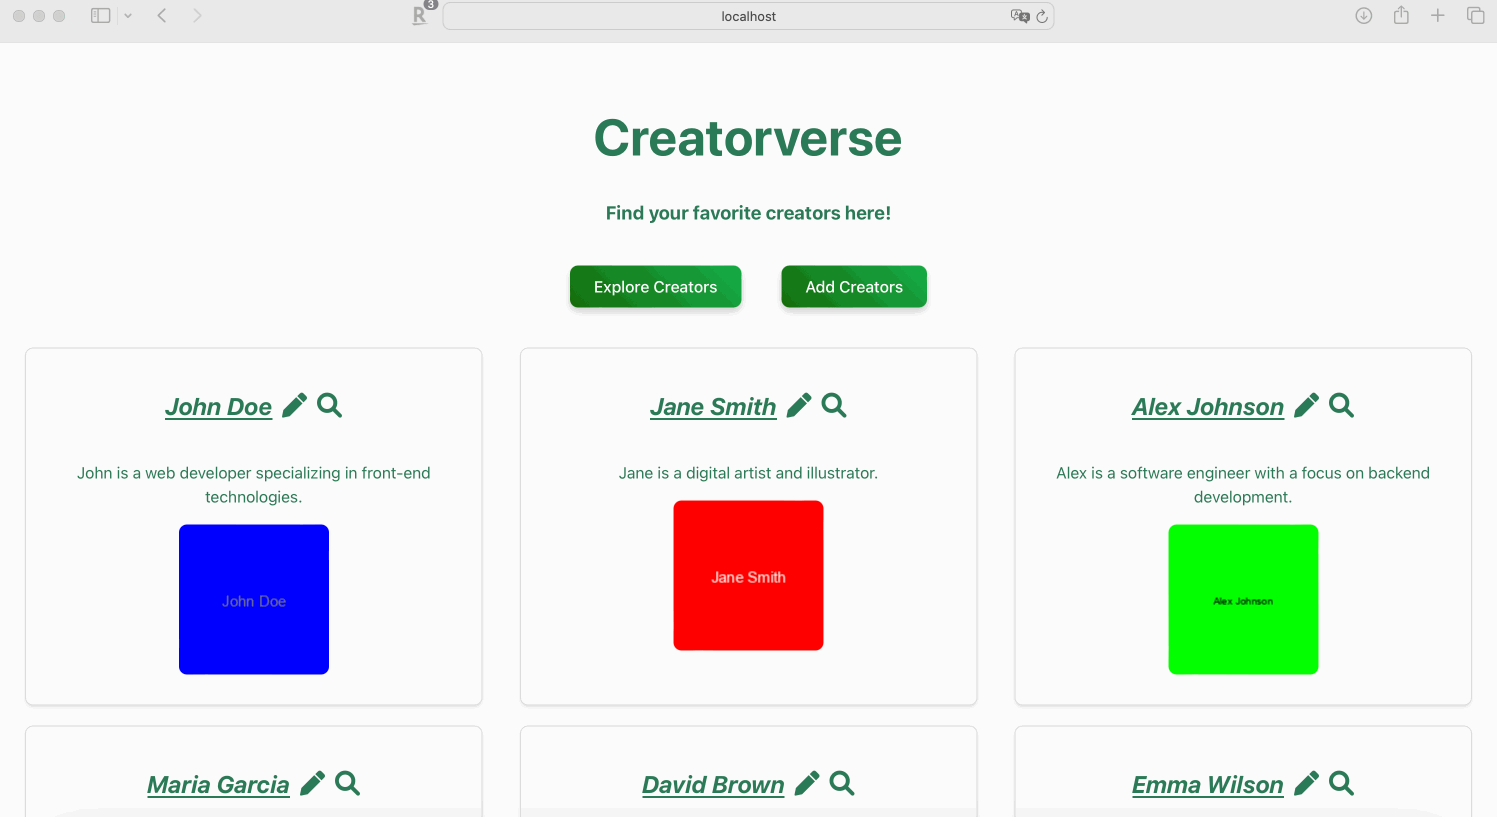 R 3
localhost
Creatorverse
Find your favorite creators here!
Explore Creators
Add Creators
John Doe
Jane Smith
Alex Johnson
John is a web developer specializing in front-end
technologies.
Jane is a digital artist and illustrator.
Alex is a software engineer with a focus on backend
development.
John Doe
Jane Smith
Alex Johnson
Maria Garcia
David Brown
Emma Wilson